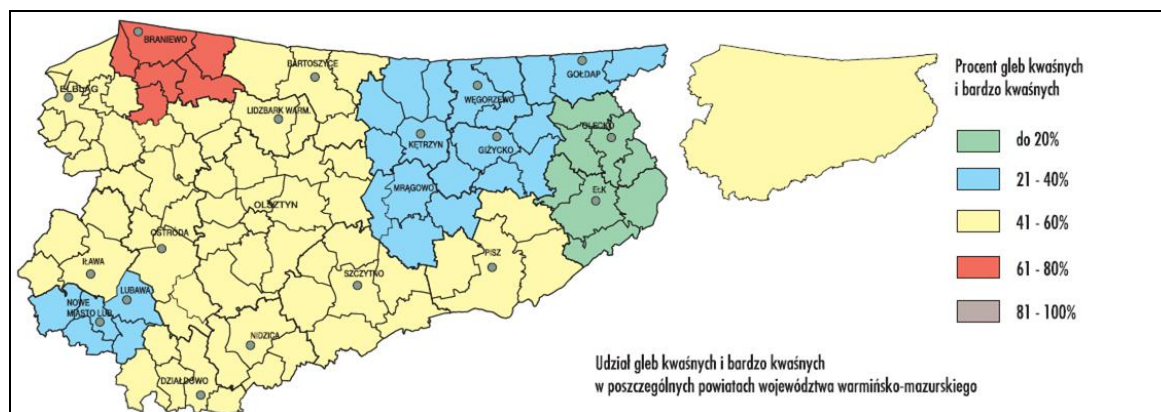 BRANIEWO
BARTOSZYCE
GOŁDAP
ELBLĄG
WĘGORZEWO
LIDZBARK WARM.
OLECKO
KĘTRZYN
GIŻYCKO
MRĄGOWO
EŁK
OLSZTYN
OSTRÓDA
PISZ
IŁAWA
SZCZYTNO
LUBAWA
NOWE
MIASTO LUB.
NIDZICA
DZIAŁDOWO
Procent gleb kwaśnych
i bardzo kwaśnych
do 20%
21 - 40%
41 - 60%
61 - 80%
81 - 100%
Udział gleb kwaśnych i bardzo kwaśnych
w poszczególnych powiatach województwa warmińsko-mazurskiego